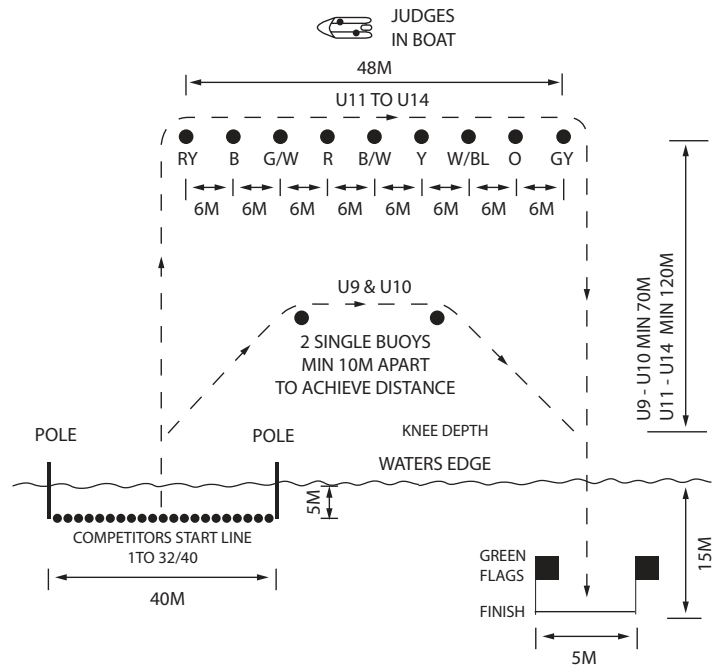 JUDGES
IN BOAT
48M
U11 TO U14
RY B G/W R B/W Y W/BL O GY
6M 6M 6M 6M 6M 6M 6M 6M
U9 & U10
2 SINGLE BUOYS
MIN 10M APART
TO ACHIEVE DISTANCE
U9 - U10 MIN 70M
U11 - U14 MIN 120M
POLE
POLE
KNEE DEPTH
WATERS EDGE
5M
COMPETITORS START LINE
1TO 32/40
40M
GREEN
FLAGS
FINISH
15M
5M